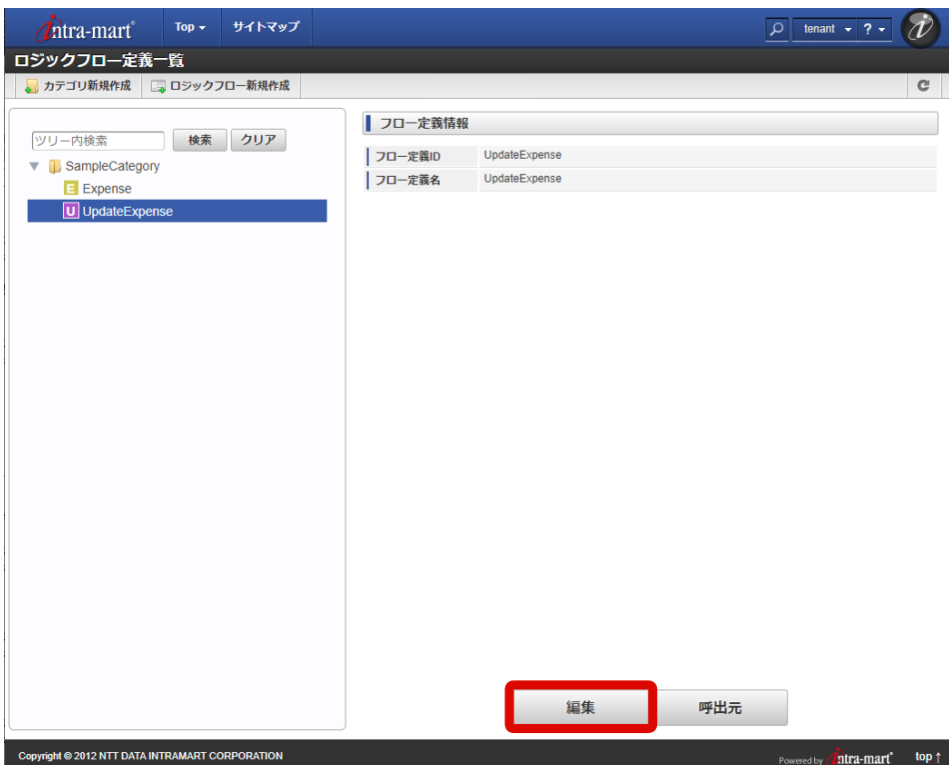 intra-mart® Top サイトマップ tenant ?
ロジックフロー定義一覧
カテゴリ新規作成 ロジックフロー新規作成
ツリー内検索 検索 クリア
SampleCategory
E Expense
U UpdateExpense
フロー定義情報
フロー定義ID UpdateExpense
フロー定義名 UpdateExpense
編集 呼出元
Copyright © 2012 NTT DATA INTRAMART CORPORATION Powered by intra-mart® top ↑